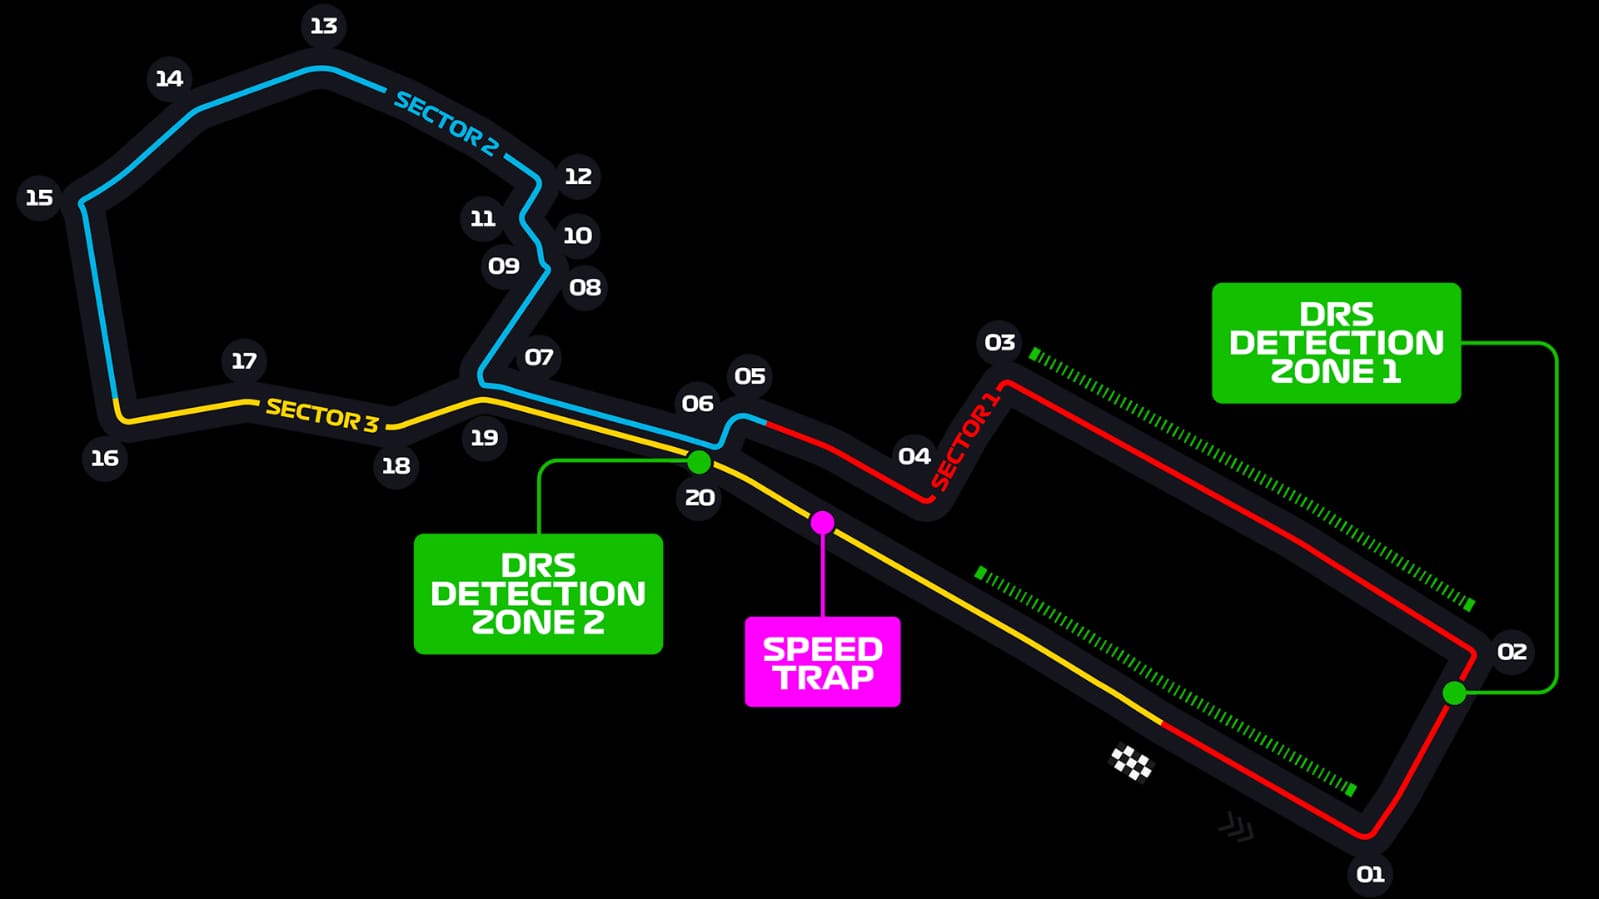 13
14
SECTOR 2
12
15
11
10
09
08
DRS
DETECTION
ZONE 1
03
07
17
05
06
SECTOR 1
SECTOR 3
04
19
16
18
20
DRS
DETECTION
ZONE 2
SPEED
TRAP
02
01